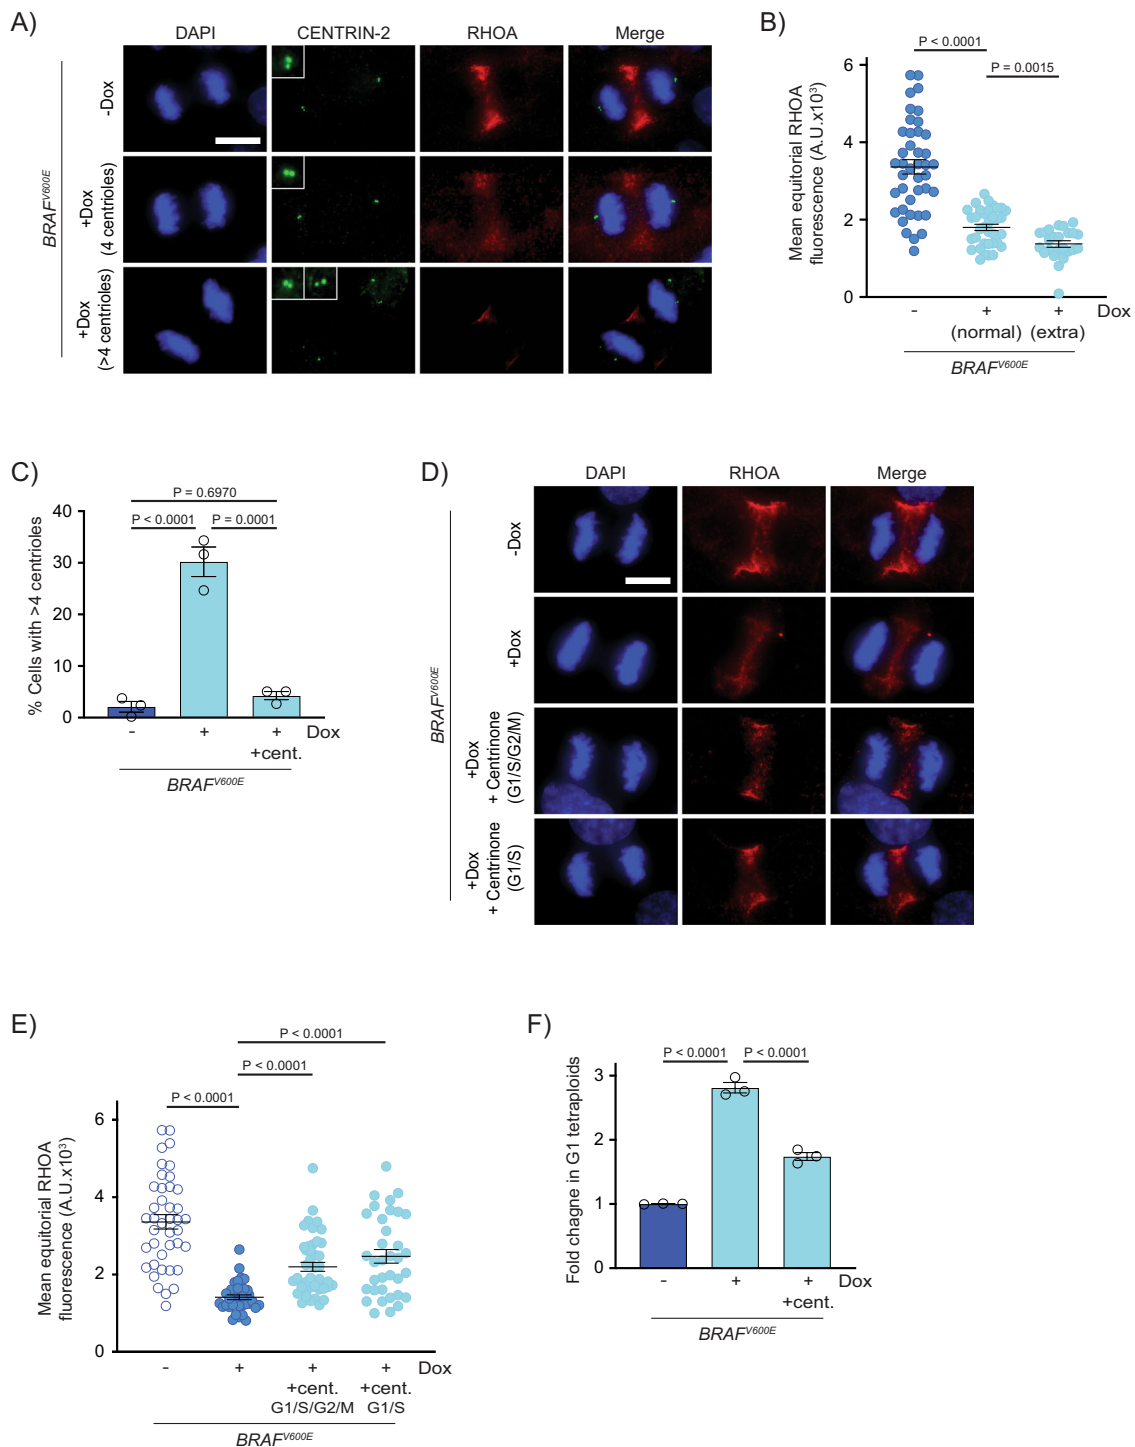 A)
DAPI
CENTRIN-2
RHOA
Merge
BRAFV600E
-Dox
+Dox
(4 centrioles)
+Dox
(>4 centrioles)
B)
P < 0.0001
P = 0.0015
Mean equitorial RHOA
fluorescence (A.U.x10³)
6
4
2
0
- + + Dox
(normal) (extra)
BRAFV600E
C)
P = 0.6970
P < 0.0001 P = 0.0001
% Cells with >4 centrioles
40
30
20
10
0
- + + Dox
+cent.
BRAFV600E
D)
DAPI
RHOA
Merge
BRAFV600E
-Dox
+Dox
+Dox
+ Centrinone
(G1/S/G2/M)
+Dox
+ Centrinone
(G1/S)
E)
P < 0.0001
P < 0.0001
P < 0.0001
Mean equitorial RHOA
fluorescence (A.U.x10³)
6
4
2
0
- + + + Dox
+cent. +cent.
G1/S/G2/M G1/S
BRAFV600E
F)
P < 0.0001 P < 0.0001
Fold chagne in G1 tetraploids
3
2
1
0
- + + Dox
+cent.
BRAFV600E